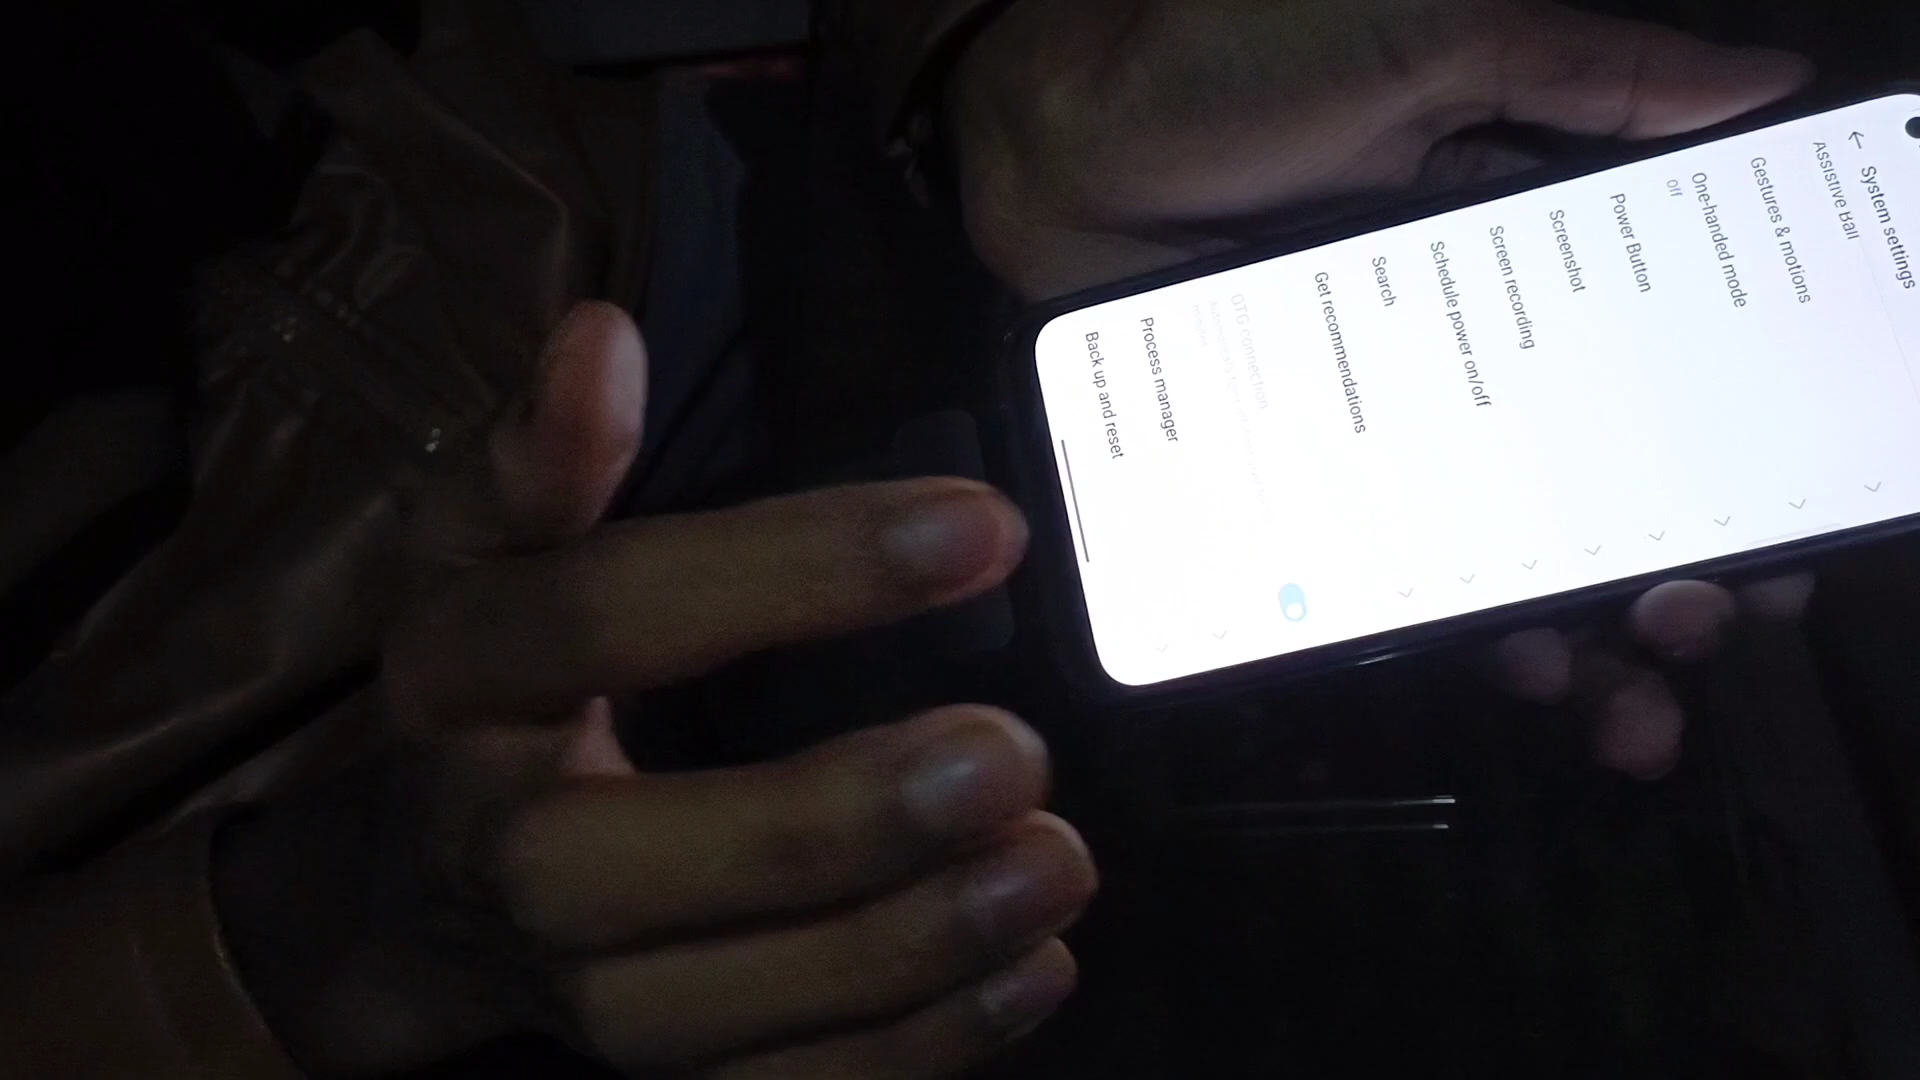 System settings
Assistive Ball
Gestures & motions
One-handed mode
Off
Power Button
Screenshot
Screen recording
Schedule power on/off
Search
Get recommendations
OTG connection
Process manager
Back up and reset